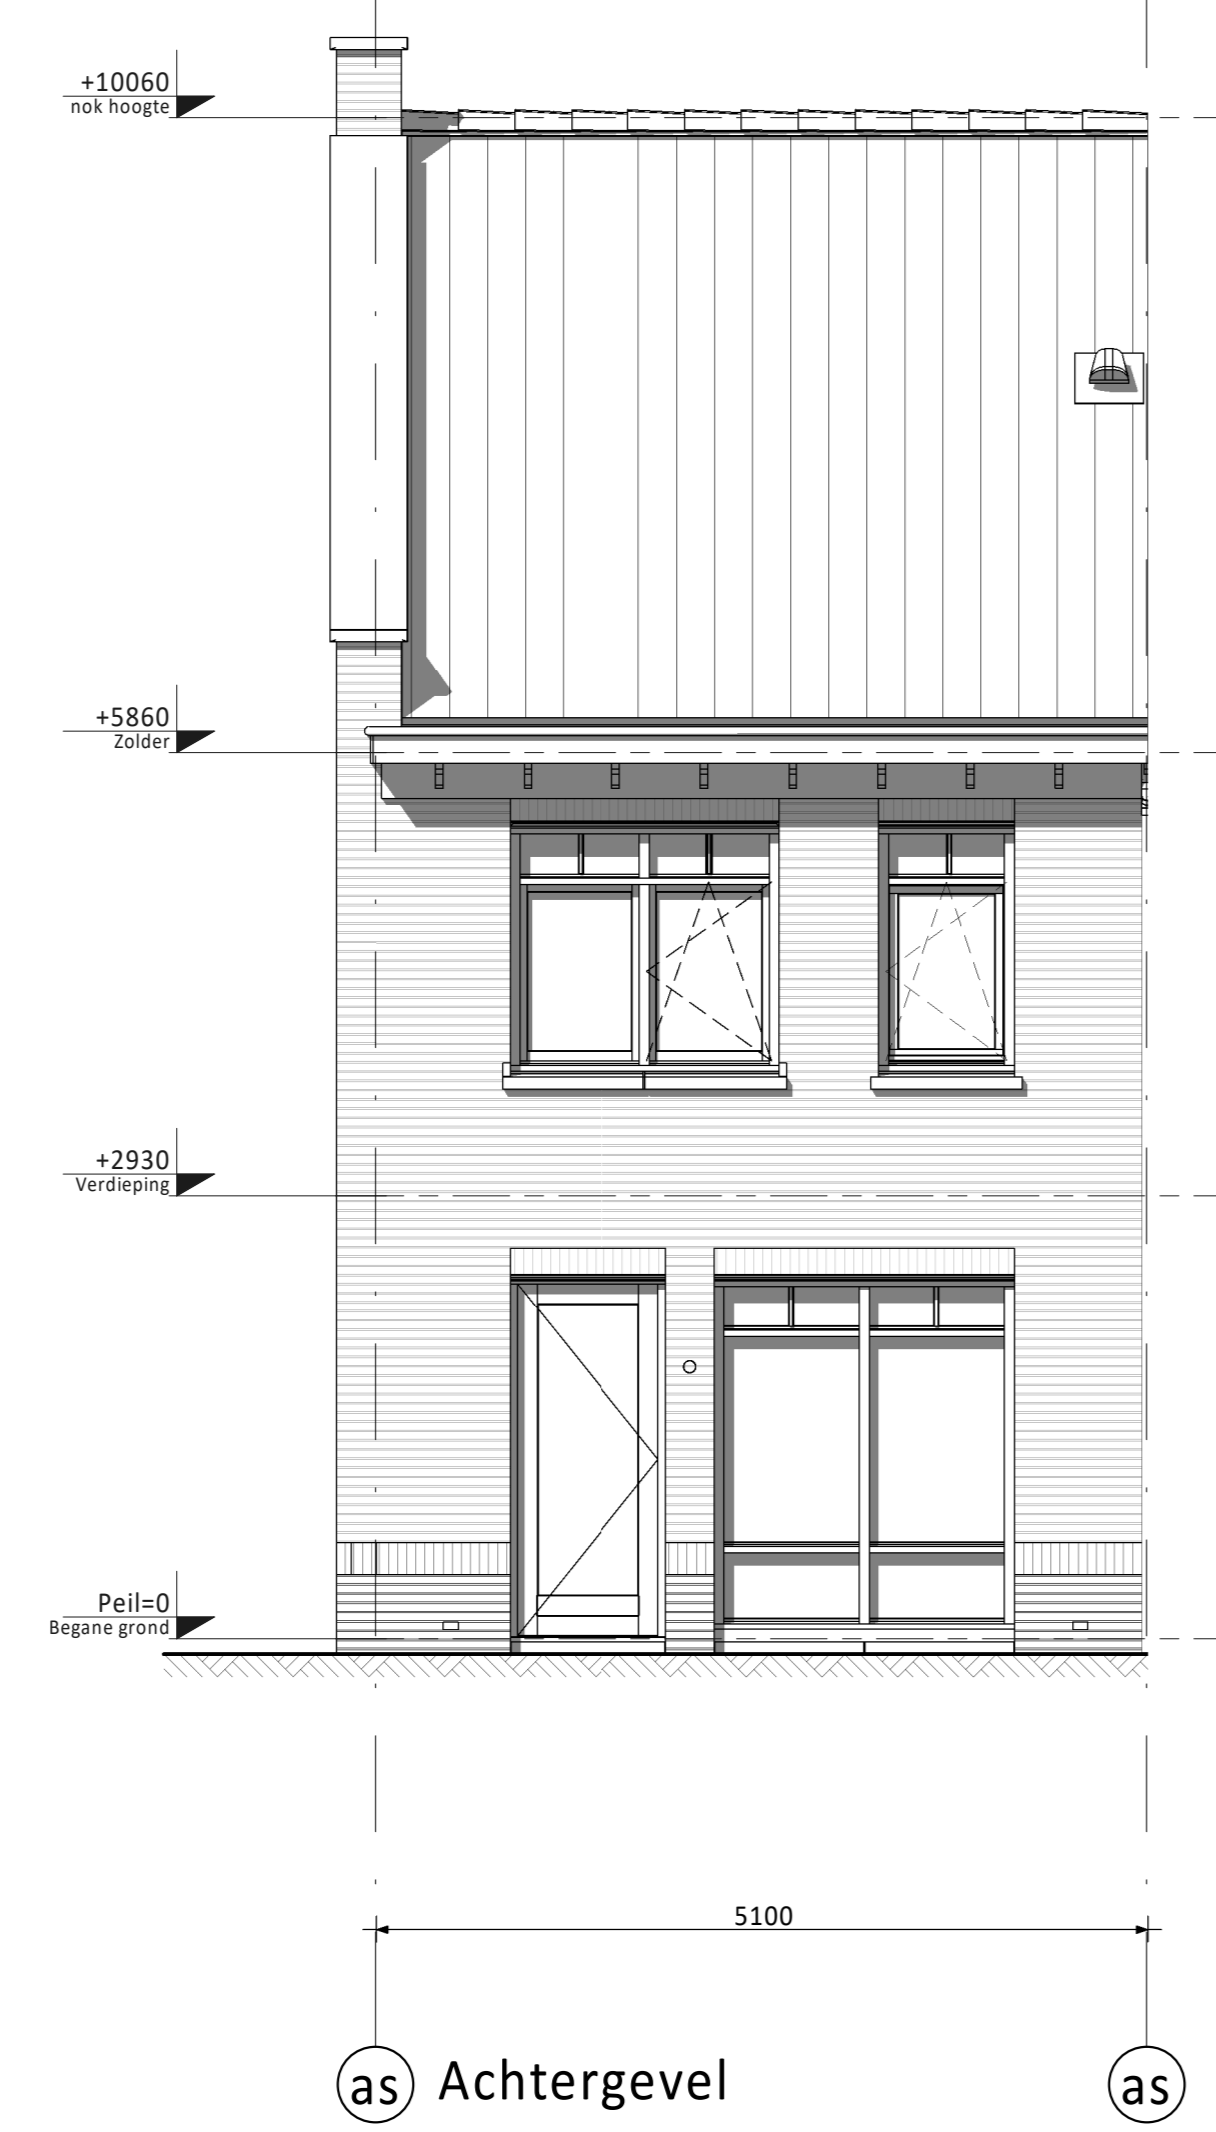 +10060
nok hoogte
+5860
Zolder
+2930
Verdieping
Peil=0
Begane grond
5100
as Achtergevel as